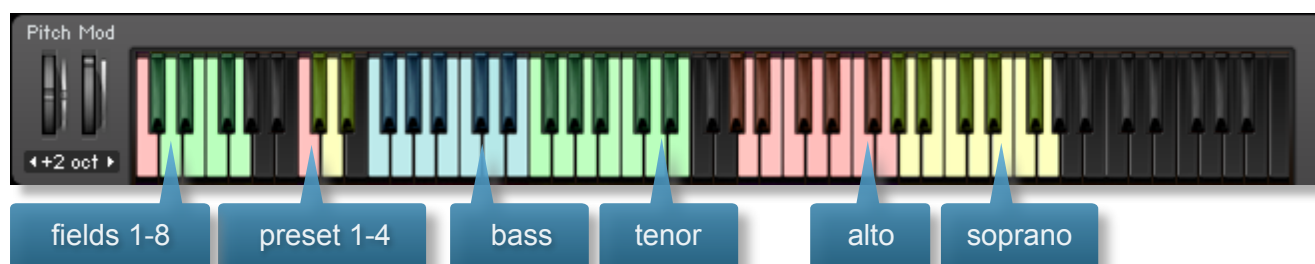 Pitch Mod
+2 oct
fields 1-8
preset 1-4
bass
tenor
alto
soprano